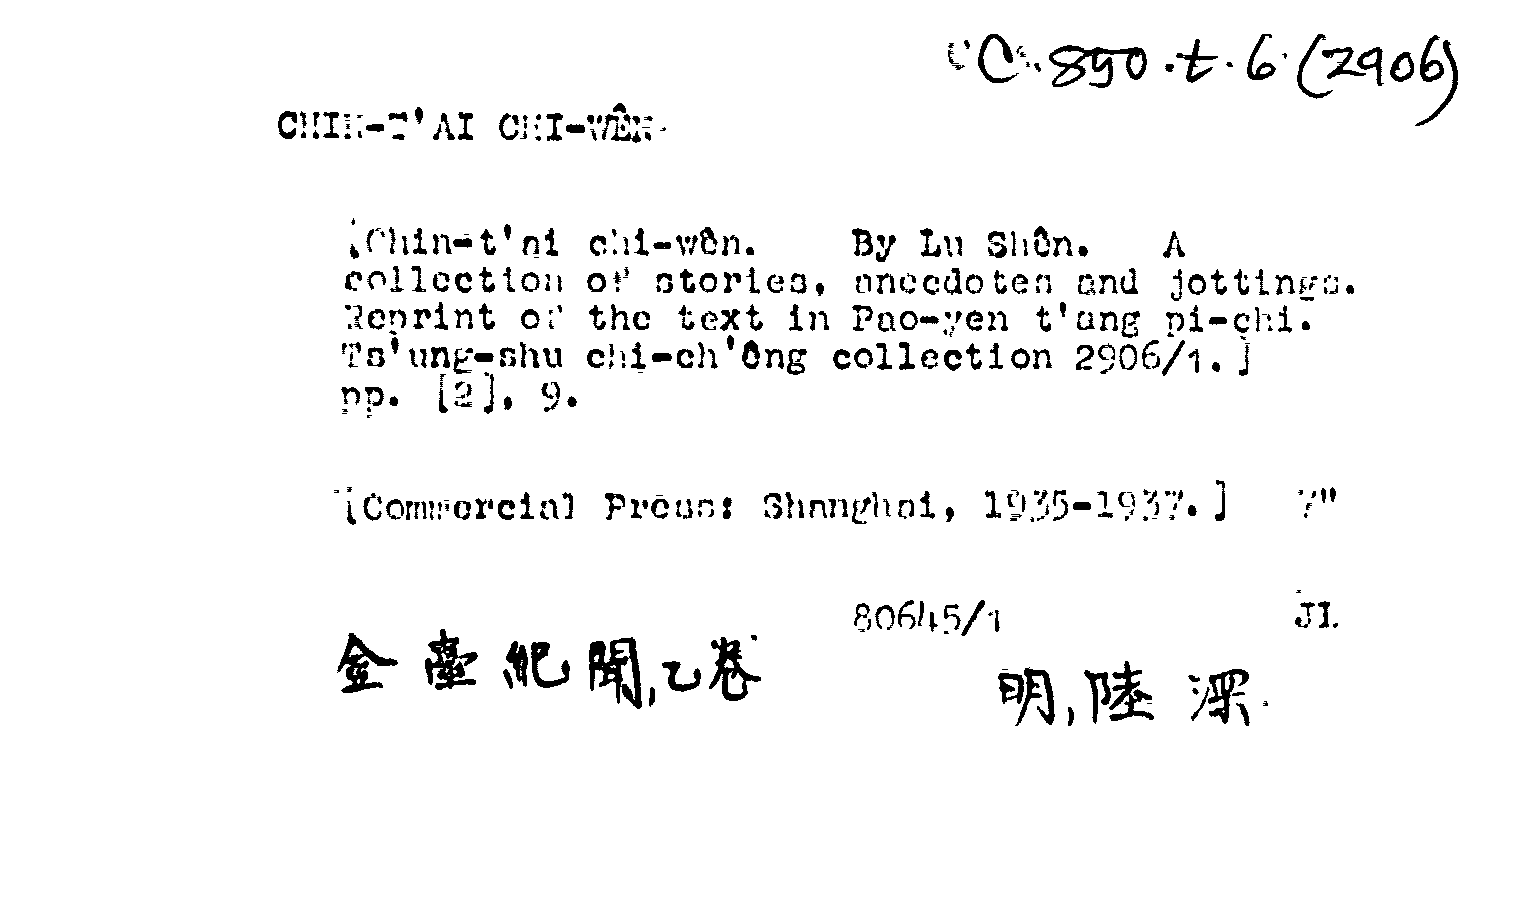 C.890.t.6.(2906)
CHIN-T'AI CHI-WÊN.
[Chin-t'ai chi-wên. By Lu Shên. A
collection of stories, anecdotes and jottings.
Reprint of the text in Pao-yen t'ang pi-chi.
Ts'ung-shu chi-ch'êng collection 2906/1.]
pp. [2], 9.
[Commercial Press: Shanghai, 1935-1937.] 7"
80645/1 JL
金臺紀聞,乙卷
明,陸深.